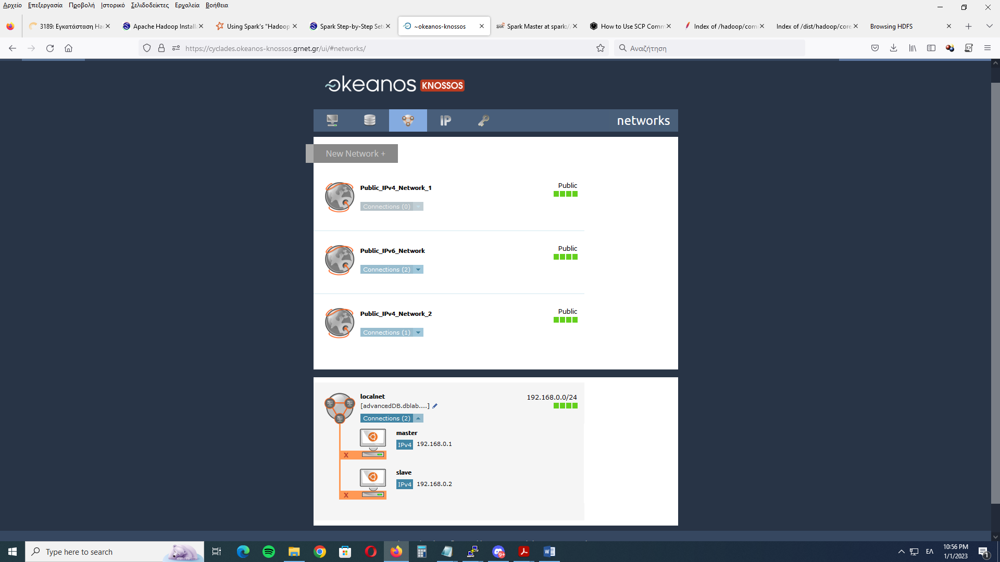 Αρχείο Επεξεργασία Προβολή Ιστορικό Σελιδοδείκτες Εργαλεία Βοήθεια
3189: Εγκατάσταση Ha
Apache Hadoop Install
Using Spark's "Hadoop
Spark Step-by-Step Set
~okeanos-knossos
Spark Master at spark:/
How to Use SCP Comm
Index of /hadoop/com
Index of /dist/hadoop/core
Browsing HDFS
https://cyclades.okeanos-knossos.grnet.gr/ui/#networks/
Αναζήτηση
okeanos KNOSSOS
IP
networks
New Network +
Public_IPv4_Network_1
Public
Connections (0)
Public_IPv6_Network
Public
Connections (2)
Public_IPv4_Network_2
Public
Connections (1)
localnet
192.168.0.0/24
[advancedDB.dblab....]
Connections (2)
master
IPv4 192.168.0.1
X
slave
IPv4 192.168.0.2
X
Type here to search
9+
W
ΕΛ
10:56 PM
1/1/2023
1